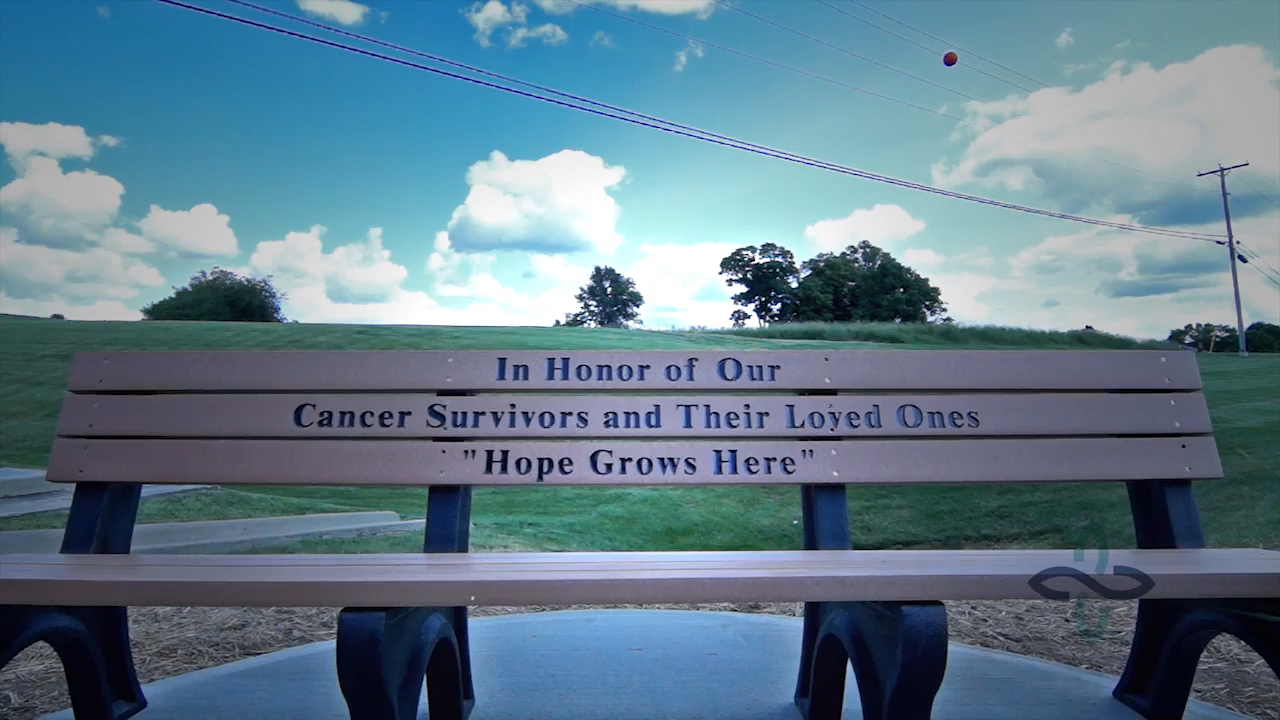 In Honor of Our
Cancer Survivors and Their Loved Ones
"Hope Grows Here"